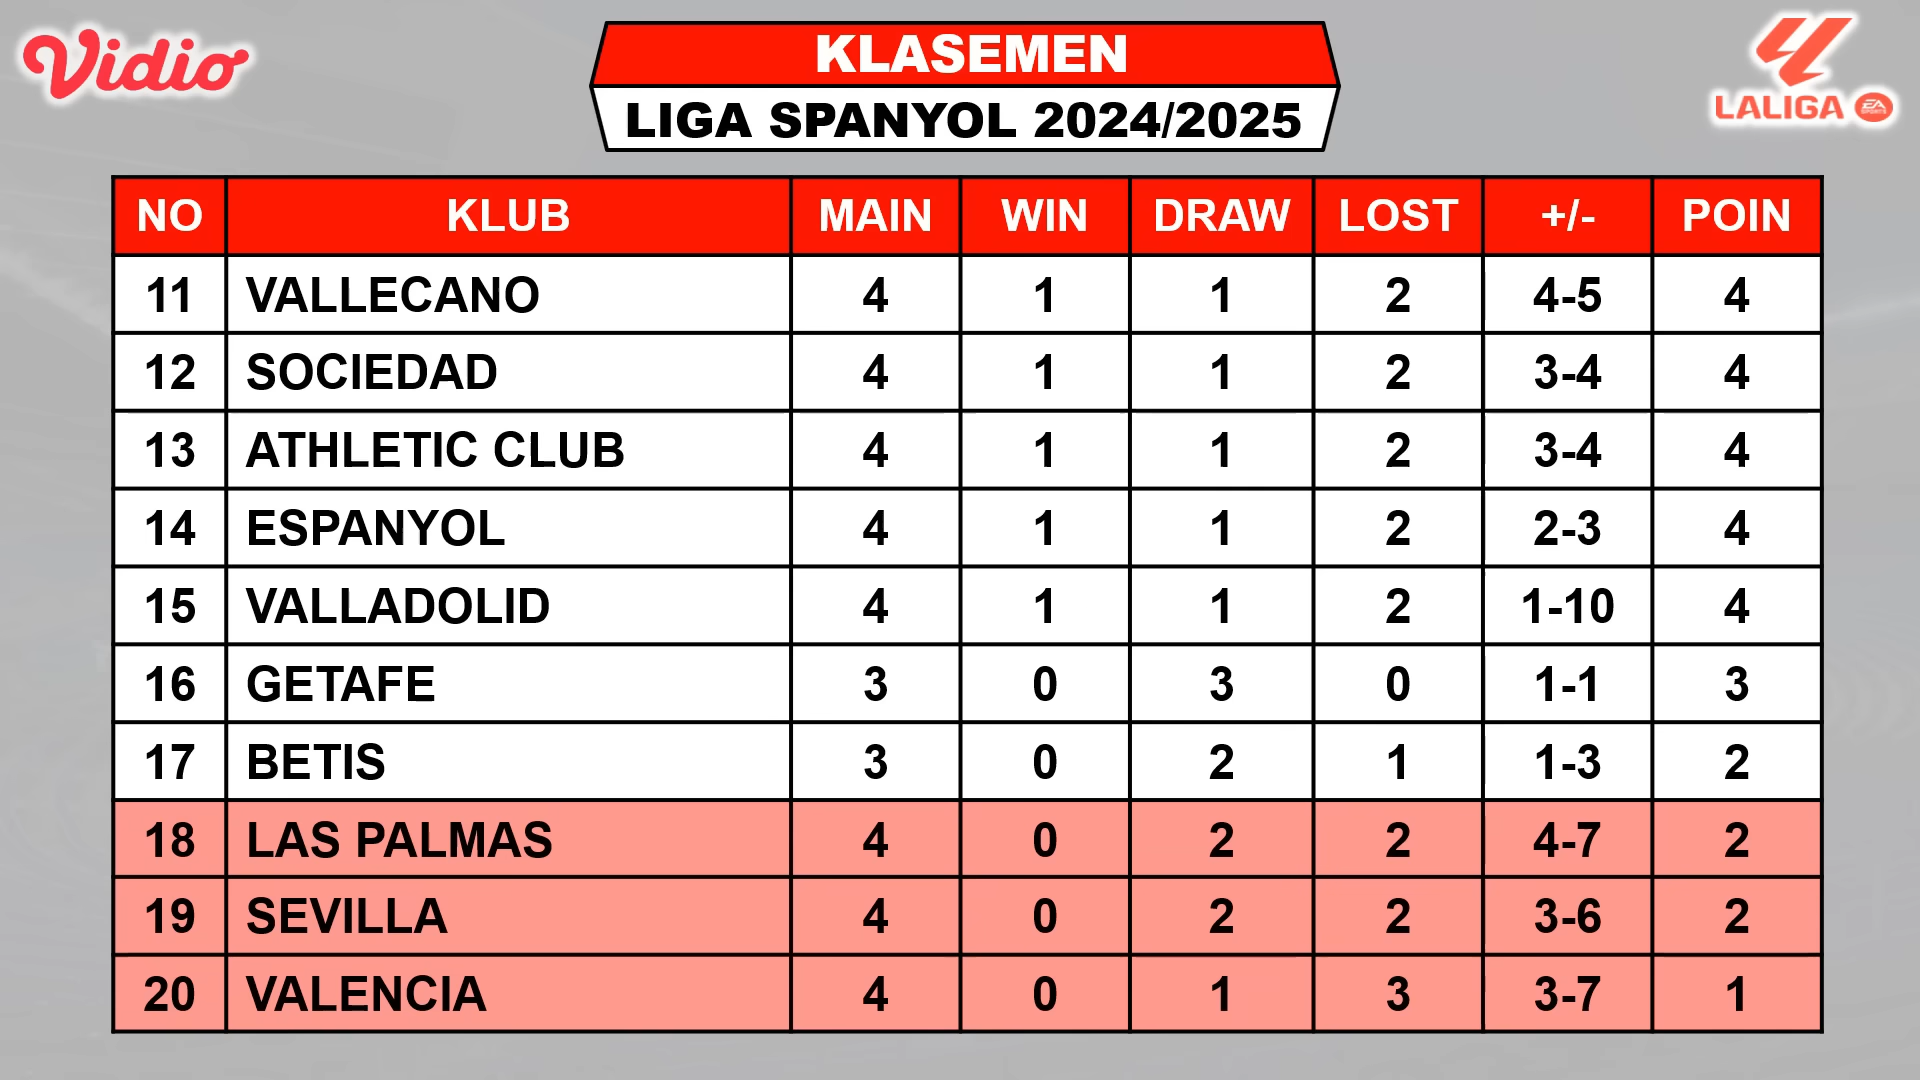 Vidio
KLASEMEN
LIGA SPANYOL 2024/2025
LALIGA EA SPORTS
NO KLUB MAIN WIN DRAW LOST +/- POIN
11 VALLECANO 4 1 1 2 4-5 4
12 SOCIEDAD 4 1 1 2 3-4 4
13 ATHLETIC CLUB 4 1 1 2 3-4 4
14 ESPANYOL 4 1 1 2 2-3 4
15 VALLADOLID 4 1 1 2 1-10 4
16 GETAFE 3 0 3 0 1-1 3
17 BETIS 3 0 2 1 1-3 2
18 LAS PALMAS 4 0 2 2 4-7 2
19 SEVILLA 4 0 2 2 3-6 2
20 VALENCIA 4 0 1 3 3-7 1